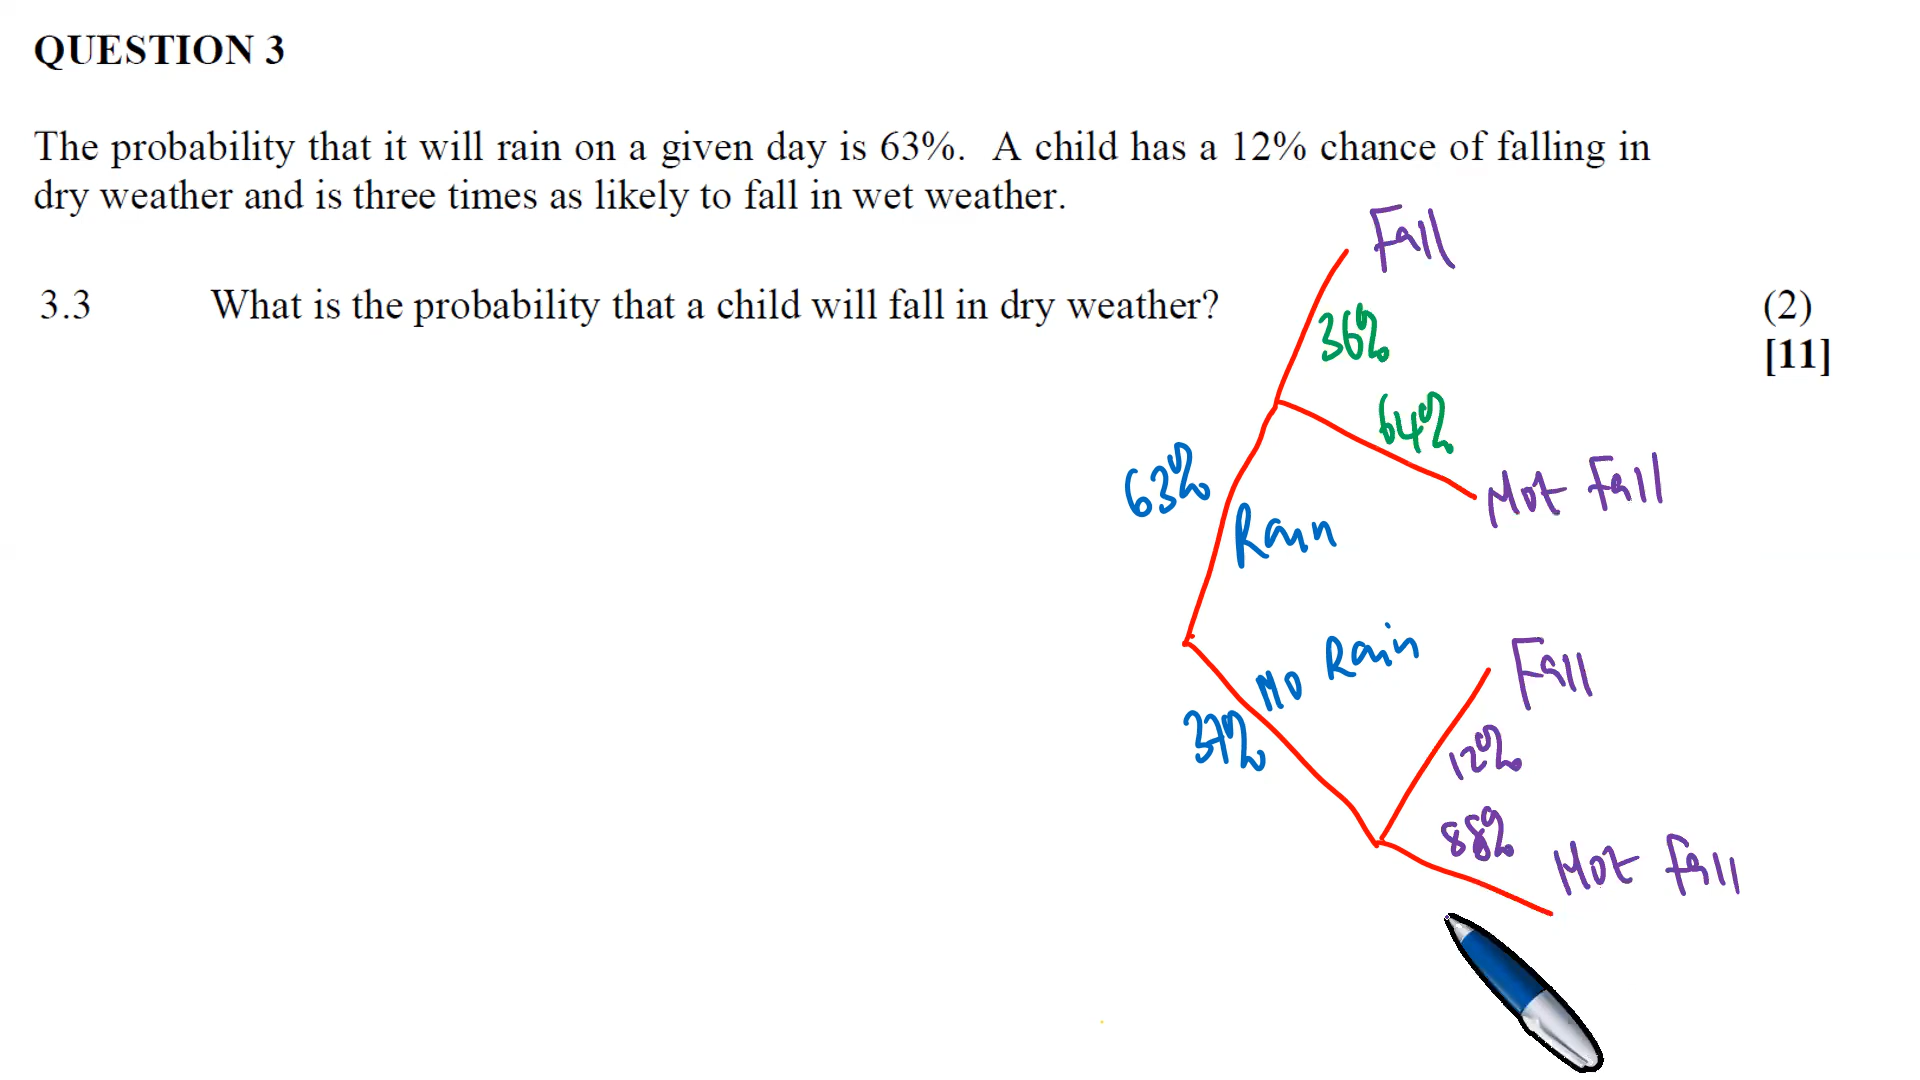 QUESTION 3
The probability that it will rain on a given day is 63%. A child has a 12% chance of falling in
dry weather and is three times as likely to fall in wet weather.
3.3 What is the probability that a child will fall in dry weather? (2)
[11]
Fall
36%
64%
63%
Not Fall
Rain
No Rain
Fall
37%
12%
88%
Not fall